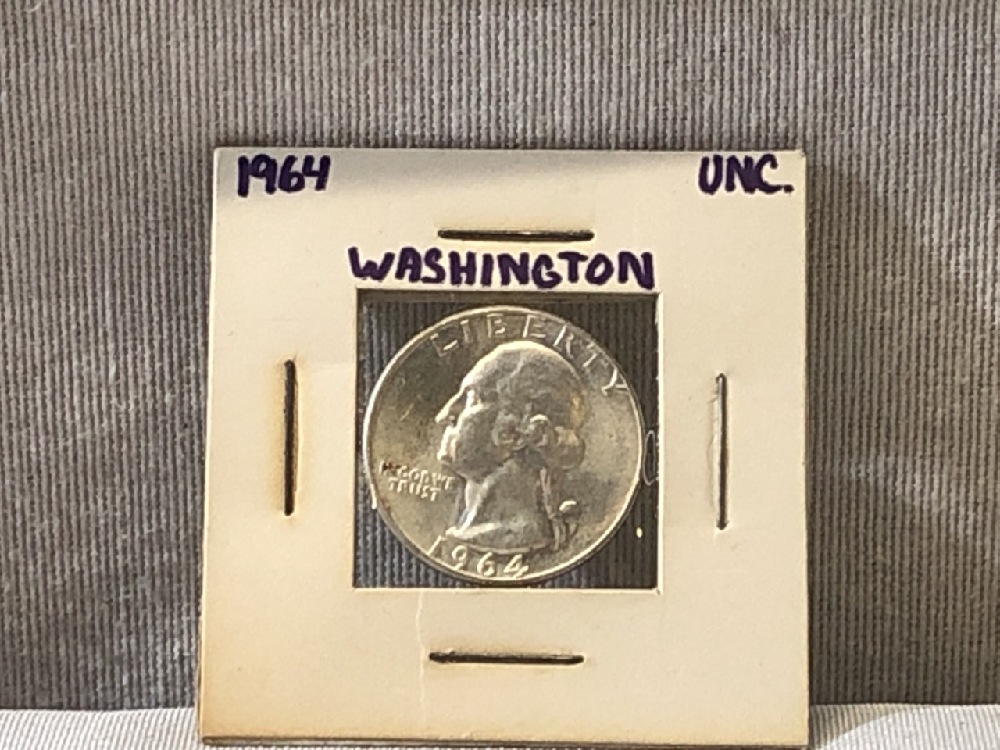 1964 UNC.
WASHINGTON
LIBERTY
IN GOD WE
TRUST
1964